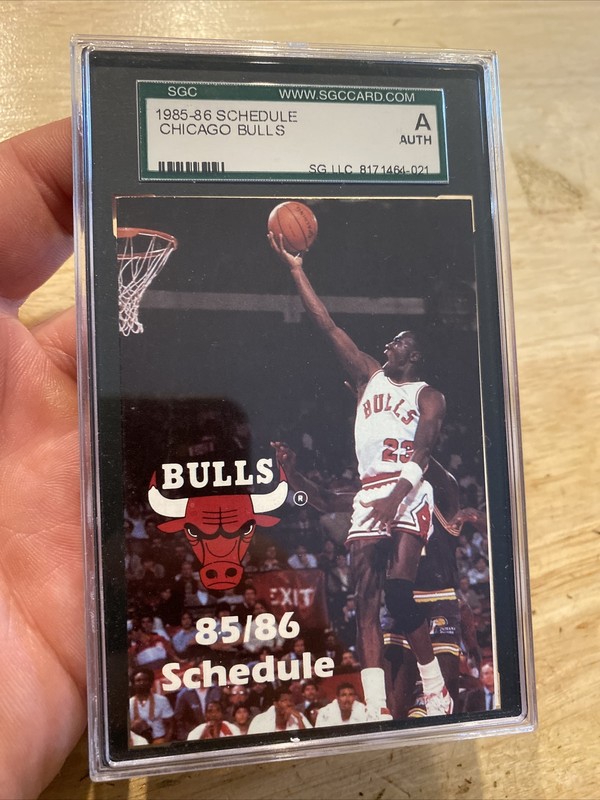 SGC WWW.SGCCARD.COM
1985-86 SCHEDULE
CHICAGO BULLS
A
AUTH
SG LLC 8171464-021
BULLS
23
BULLS
®
EXIT
85/86
Schedule